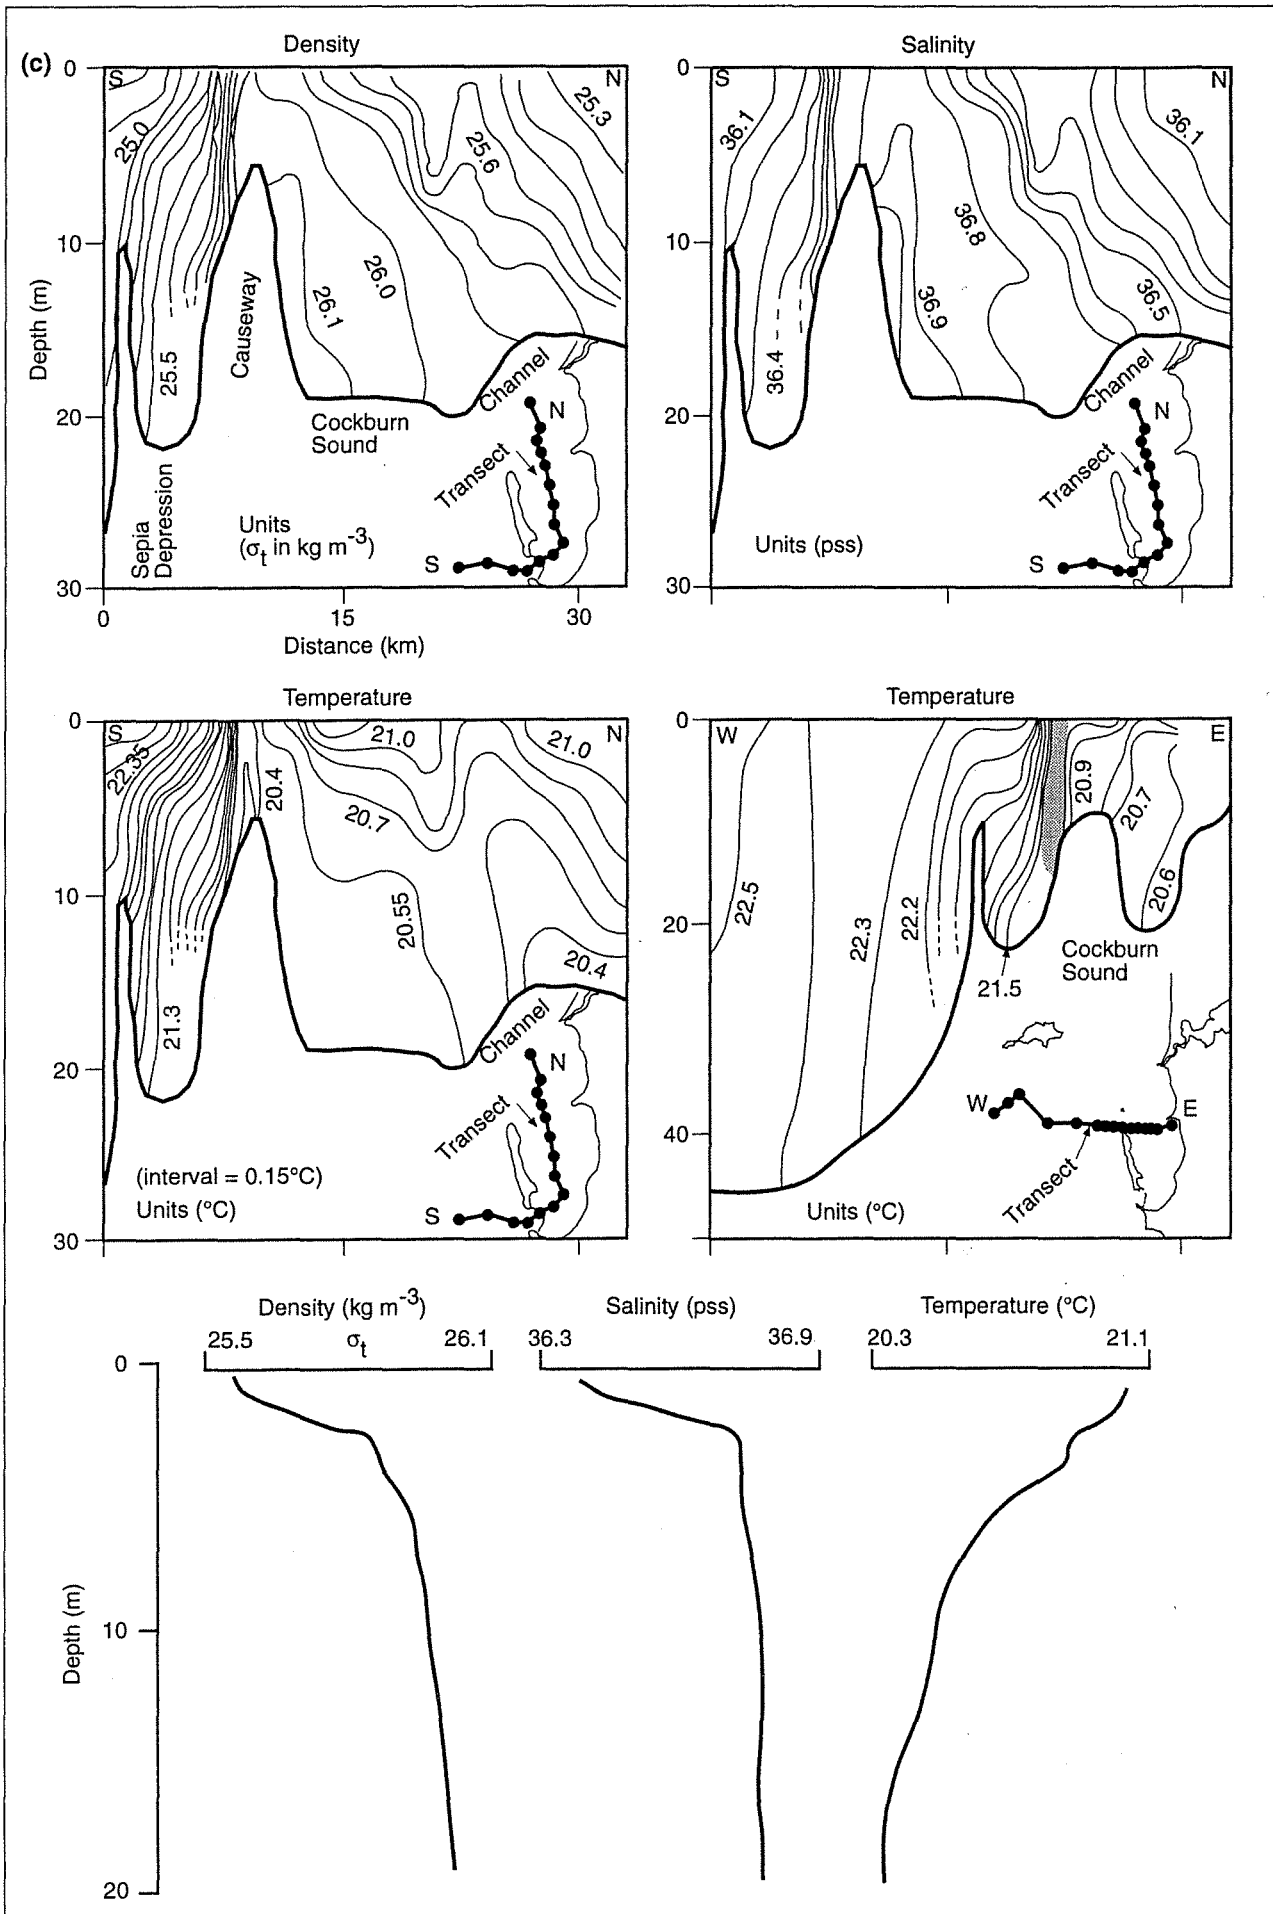 (c)
Density
0
S
N
25.0
25.6
25.3
10
26.0
26.1
Causeway
25.5
Depth (m)
20
Cockburn
Sound
Channel
N
Transect
S
Sepia
Depression
Units
(σt in kg m-3)
30
0
15
30
Distance (km)
Salinity
0
S
N
36.1
36.1
36.8
10
36.9
36.5
36.4
20
Channel
N
Transect
S
Units (pss)
30
Temperature
0
S
N
22.35
20.4
21.0
21.0
20.7
10
20.55
20.4
21.3
20
Channel
N
Transect
S
(interval = 0.15°C)
Units (°C)
30
Temperature
0
W
E
20.9
20.7
22.5
22.3
22.2
20.6
20
Cockburn
Sound
21.5
W
E
40
Transect
Units (°C)
Density (kg m-3)
25.5
σt
26.1
Salinity (pss)
36.3
36.9
Temperature (°C)
20.3
21.1
0
Depth (m)
10
20